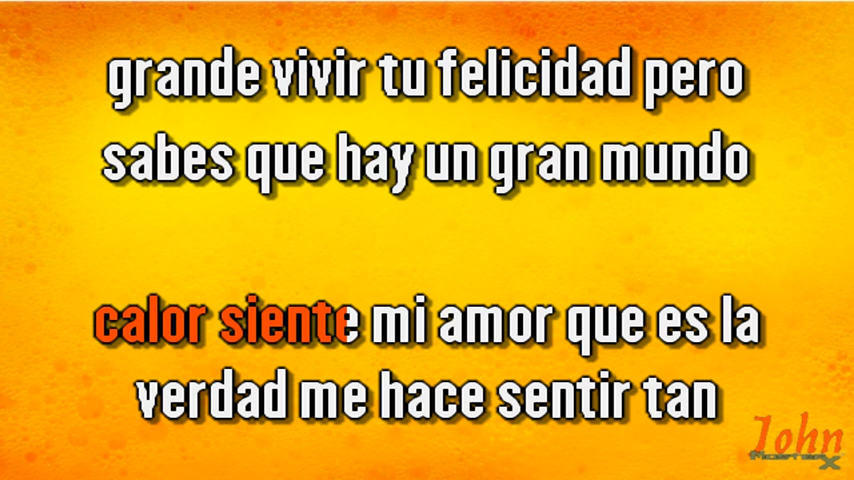 grande vivir tu felicidad pero
sabes que hay un gran mundo
calor siente mi amor que es la
verdad me hace sentir tan
John